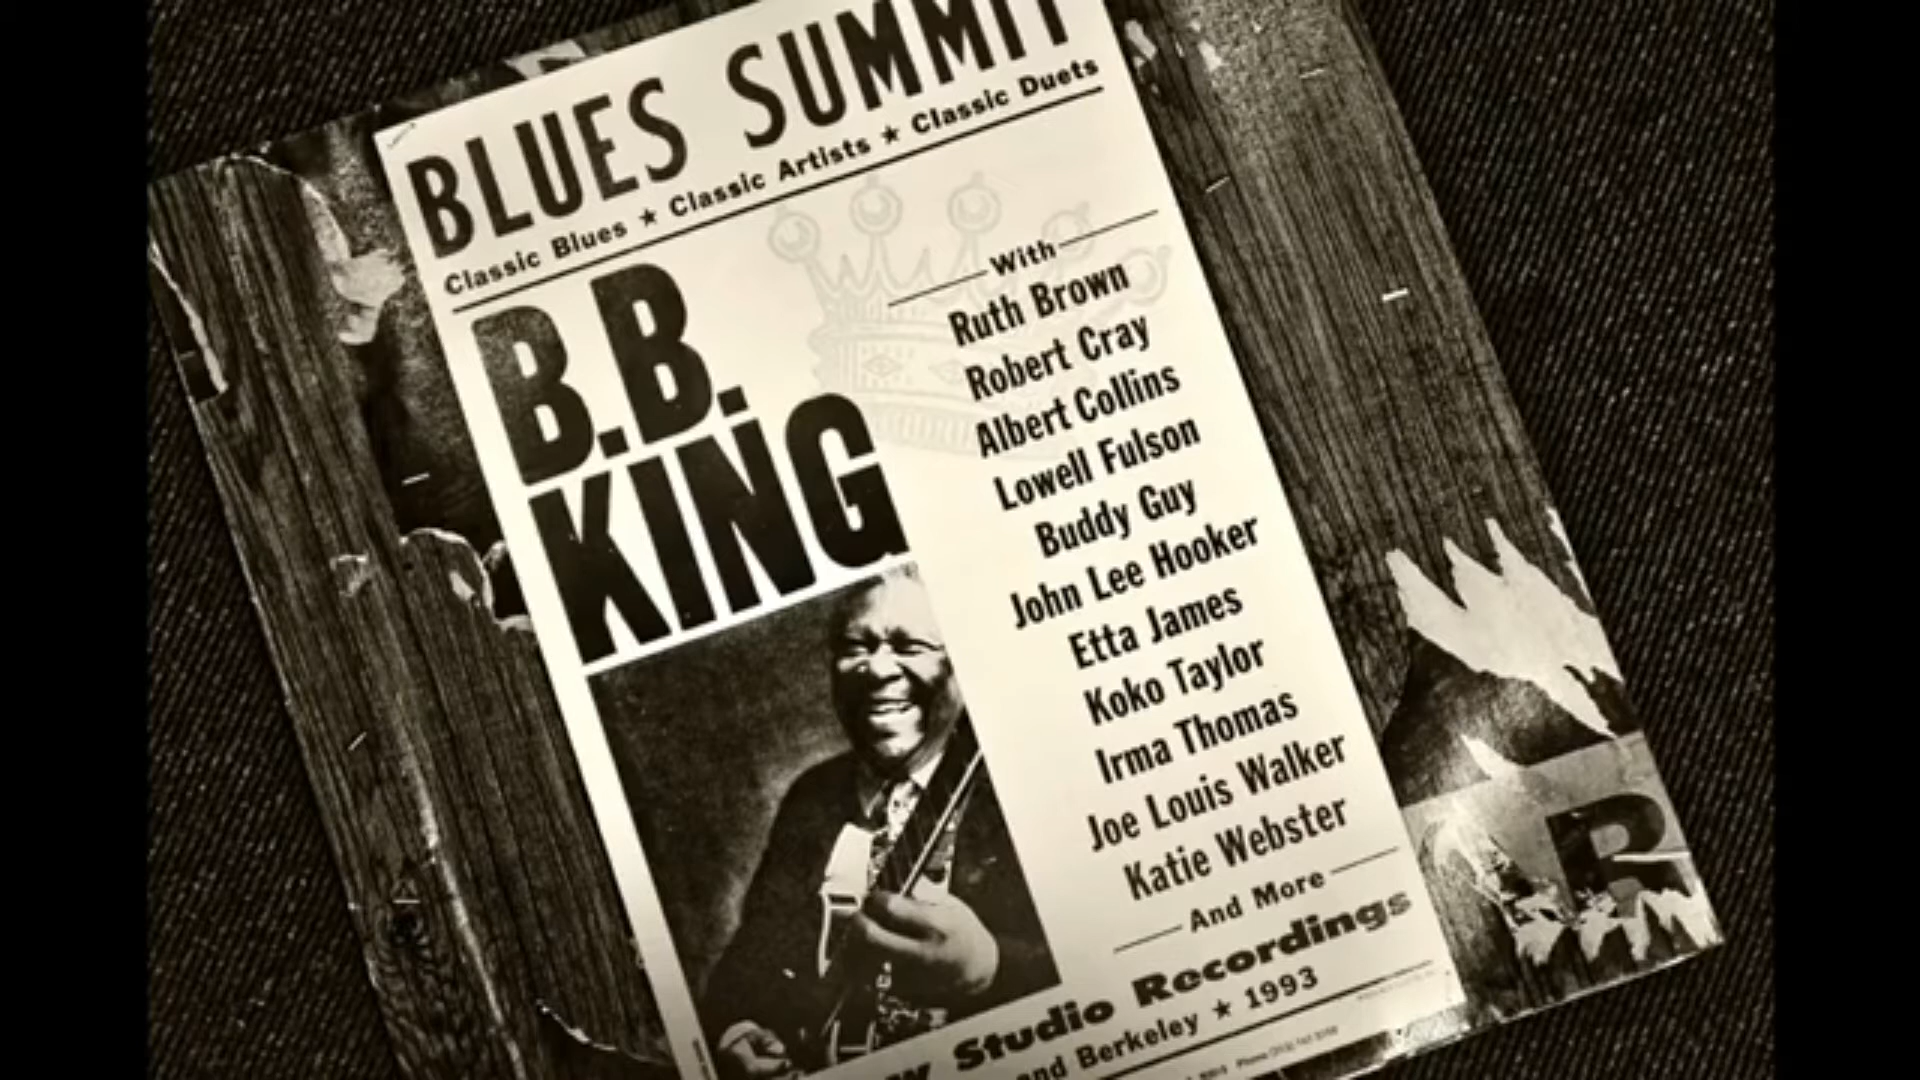 BLUES SUMMIT
Classic Blues ★ Classic Artists ★ Classic Duets
B.B.
KING
With
Ruth Brown
Robert Cray
Albert Collins
Lowell Fulson
Buddy Guy
John Lee Hooker
Etta James
Koko Taylor
Irma Thomas
Joe Louis Walker
Katie Webster
And More
Studio Recordings
Berkeley ★ 1993
R